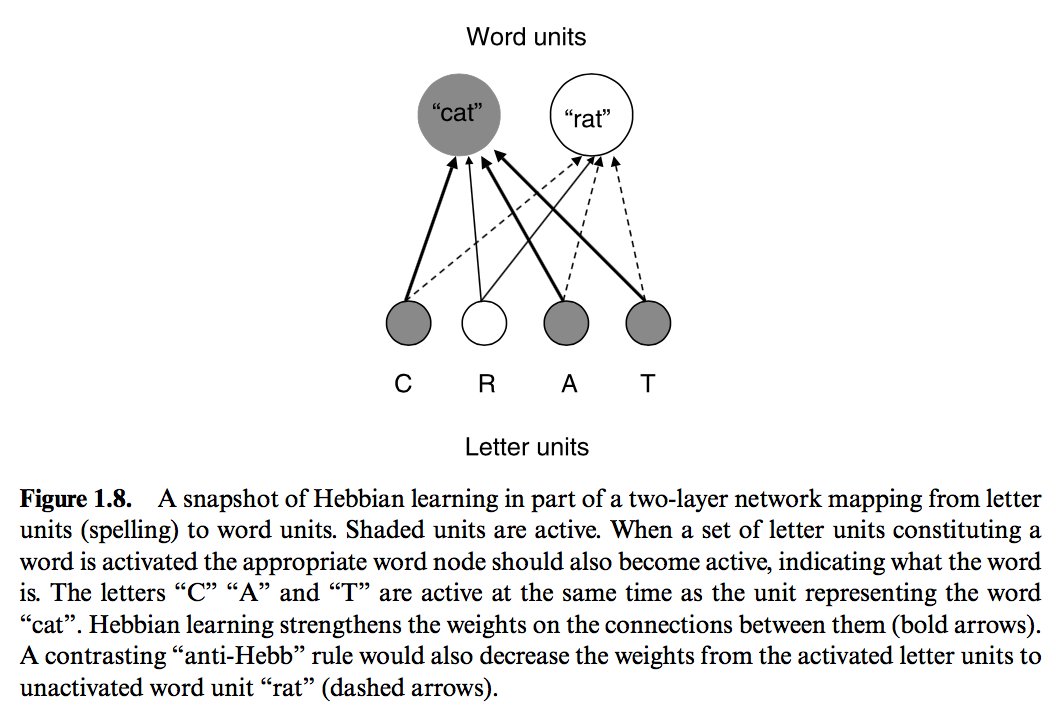 Word units
“cat” “rat”
C R A T
Letter units
Figure 1.8. A snapshot of Hebbian learning in part of a two-layer network mapping from letter
units (spelling) to word units. Shaded units are active. When a set of letter units constituting a
word is activated the appropriate word node should also become active, indicating what the word
is. The letters “C” “A” and “T” are active at the same time as the unit representing the word
“cat”. Hebbian learning strengthens the weights on the connections between them (bold arrows).
A contrasting “anti-Hebb” rule would also decrease the weights from the activated letter units to
unactivated word unit “rat” (dashed arrows).